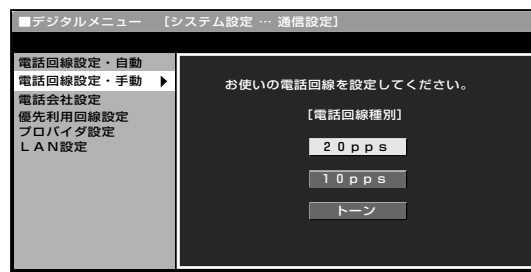 ■デジタルメニュー [システム設定 … 通信設定]
電話回線設定・自動
電話回線設定・手動 ▶
電話会社設定
優先利用回線設定
プロバイダ設定
ＬＡＮ設定
お使いの電話回線を設定してください。
[電話回線種別]
２０ｐｐｓ
１０ｐｐｓ
トーン